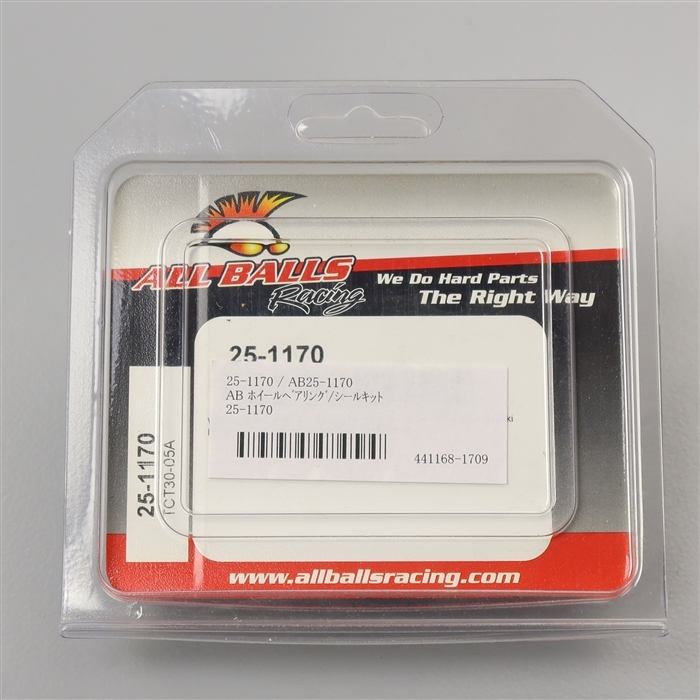 ALL BALLS
Racing
We Do Hard Parts
The Right Way
25-1170
25-1170 / AB25-1170
AB ホイールベアリング/シールキット
25-1170
441168-1709
25-1170
TCT30-05A
www.allballsracing.com